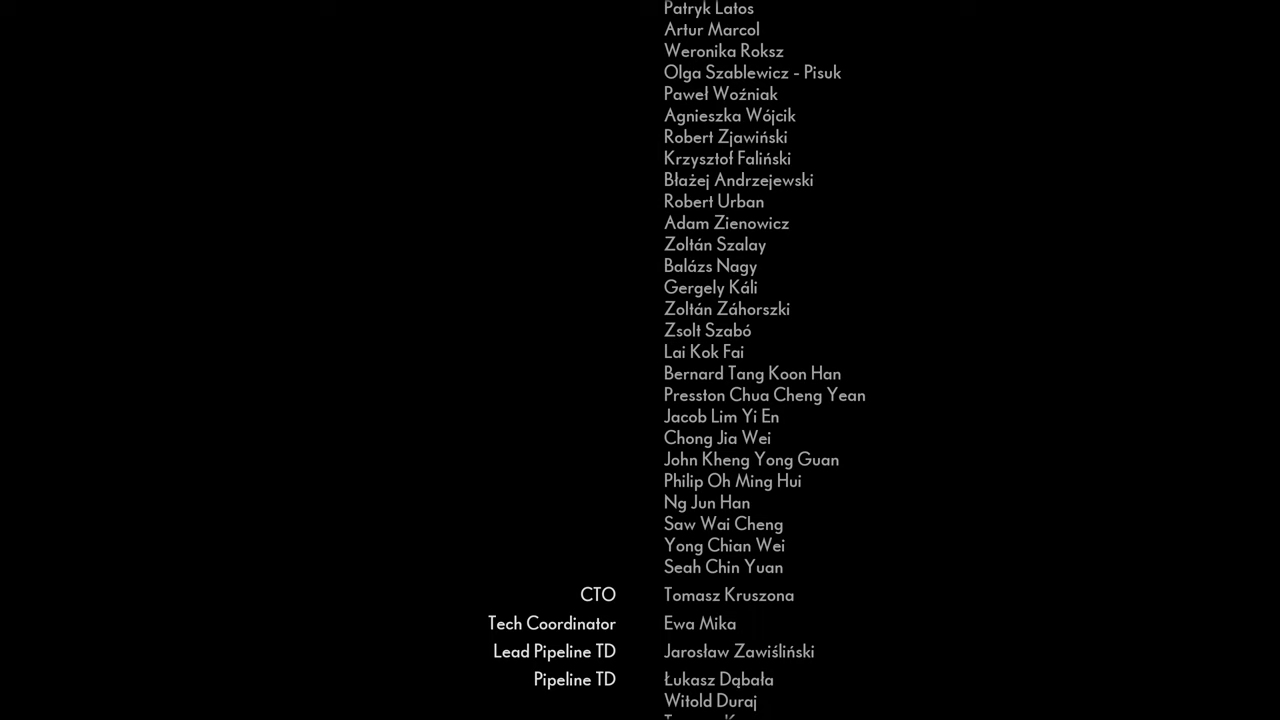 Patryk Latos
Artur Marcol
Weronika Roksz
Olga Szablewicz - Pisuk
Paweł Woźniak
Agnieszka Wójcik
Robert Zjawiński
Krzysztof Faliński
Błażej Andrzejewski
Robert Urban
Adam Zienowicz
Zoltán Szalay
Balázs Nagy
Gergely Káli
Zoltán Záhorszki
Zsolt Szabó
Lai Kok Fai
Bernard Tang Koon Han
Presston Chua Cheng Yean
Jacob Lim Yi En
Chong Jia Wei
John Kheng Yong Guan
Philip Oh Ming Hui
Ng Jun Han
Saw Wai Cheng
Yong Chian Wei
Seah Chin Yuan
CTO Tomasz Kruszona
Tech Coordinator Ewa Mika
Lead Pipeline TD Jarosław Zawiśliński
Pipeline TD Łukasz Dąbała
Witold Duraj